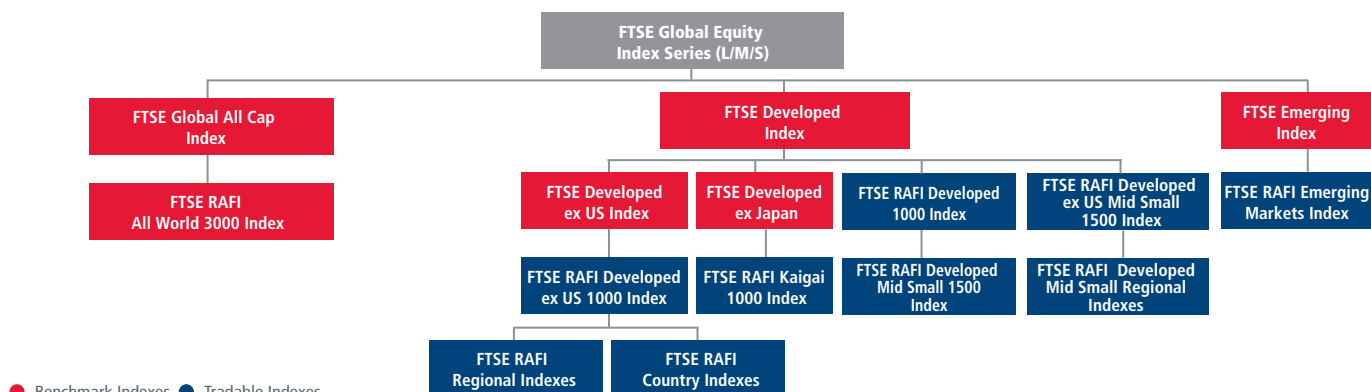 FTSE Global Equity
Index Series (L/M/S)
FTSE Global All Cap
Index
FTSE Developed
Index
FTSE Emerging
Index
FTSE RAFI
All World 3000 Index
FTSE Developed
ex US Index
FTSE Developed
ex Japan
FTSE RAFI Developed
1000 Index
FTSE RAFI Developed
ex US Mid Small
1500 Index
FTSE RAFI Emerging
Markets Index
FTSE RAFI Developed
ex US 1000 Index
FTSE RAFI Kaigai
1000 Index
FTSE RAFI Developed
Mid Small 1500
Index
FTSE RAFI Developed
Mid Small Regional
Indexes
FTSE RAFI
Regional Indexes
FTSE RAFI
Country Indexes
Benchmark Indexes Tradable Indexes